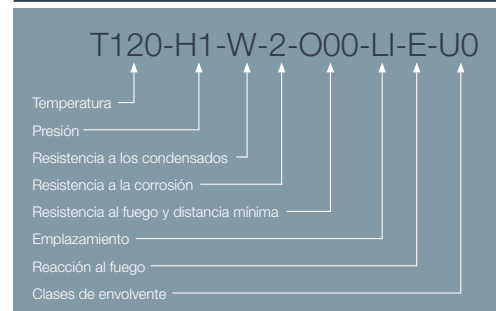 T120-H1-W-2-O00-LI-E-U0
Temperatura
Presión
Resistencia a los condensados
Resistencia a la corrosión
Resistencia al fuego y distancia mínima
Emplazamiento
Reacción al fuego
Clases de envolvente